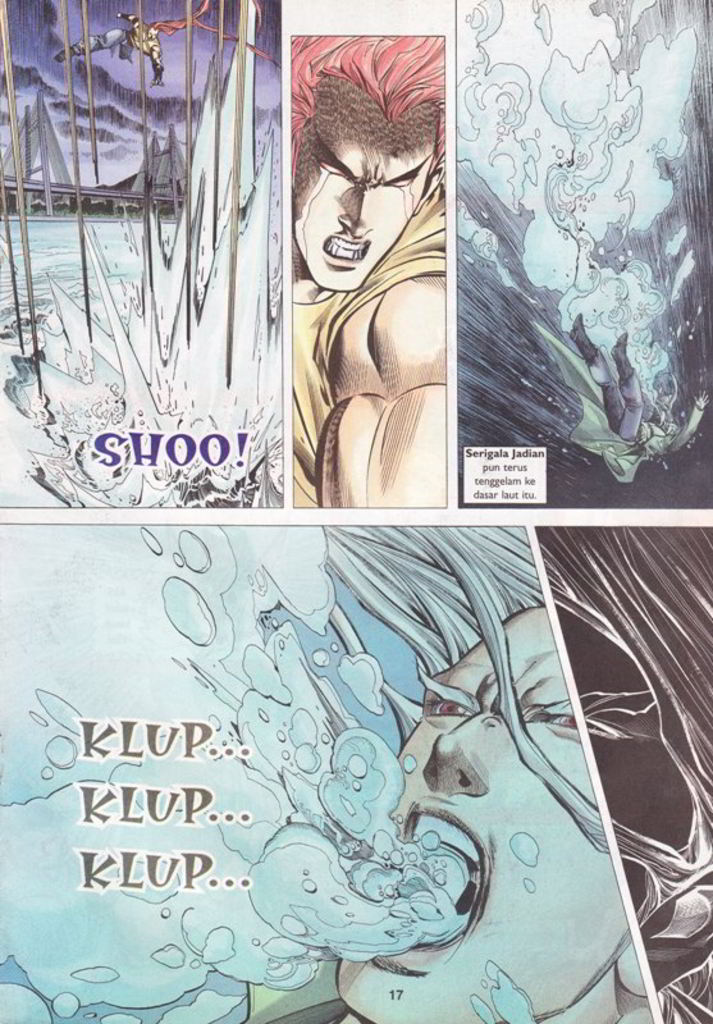 SHOO!
Serigala Jadian
pun terus
tenggelam ke
dasar laut itu.
KLUP...
KLUP...
KLUP...
17